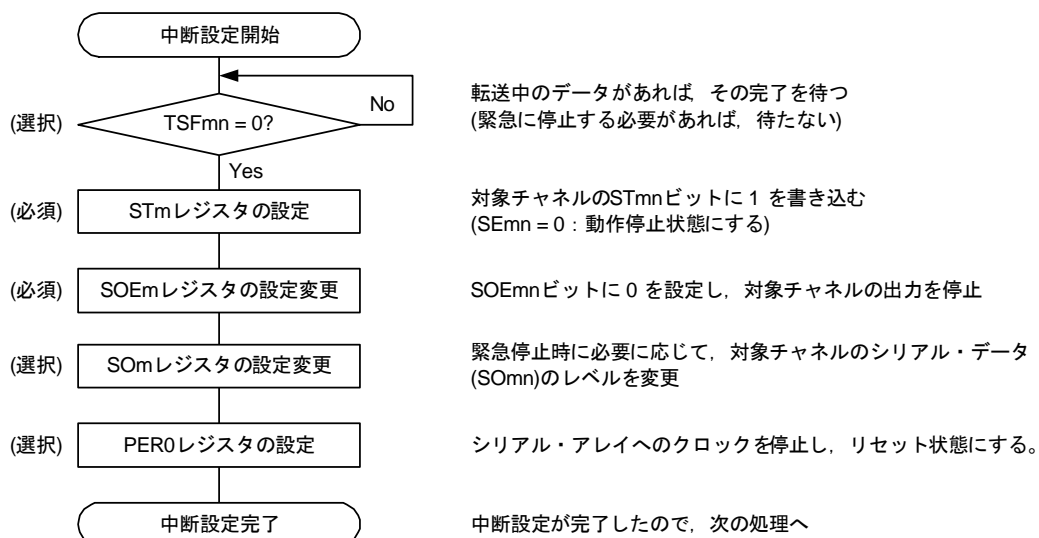 中断設定開始
No
転送中のデータがあれば，その完了を待つ
(選択)
TSFmn = 0?
(緊急に停止する必要があれば，待たない)
Yes
対象チャネルのSTmnビットに 1 を書き込む
(必須)
STmレジスタの設定
(SEmn = 0 : 動作停止状態にする)
(必須)
SOEmレジスタの設定変更
SOEmnビットに 0 を設定し，対象チャネルの出力を停止
緊急停止時に必要に応じて，対象チャネルのシリアル・データ
(選択)
SOmレジスタの設定変更
(SOmn)のレベルを変更
(選択)
PER0レジスタの設定
シリアル・アレイへのクロックを停止し，リセット状態にする。
中断設定完了
中断設定が完了したので，次の処理へ